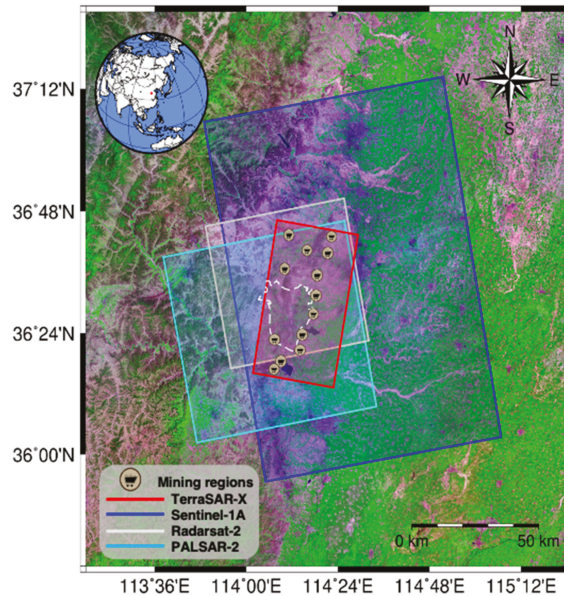 N
W E
S
37°12'N
36°48'N
36°24'N
36°00'N
Mining regions
TerraSAR-X
Sentinel-1A
Radarsat-2
PALSAR-2
0 km 50 km
113°36'E 114°00'E 114°24'E 114°48'E 115°12'E